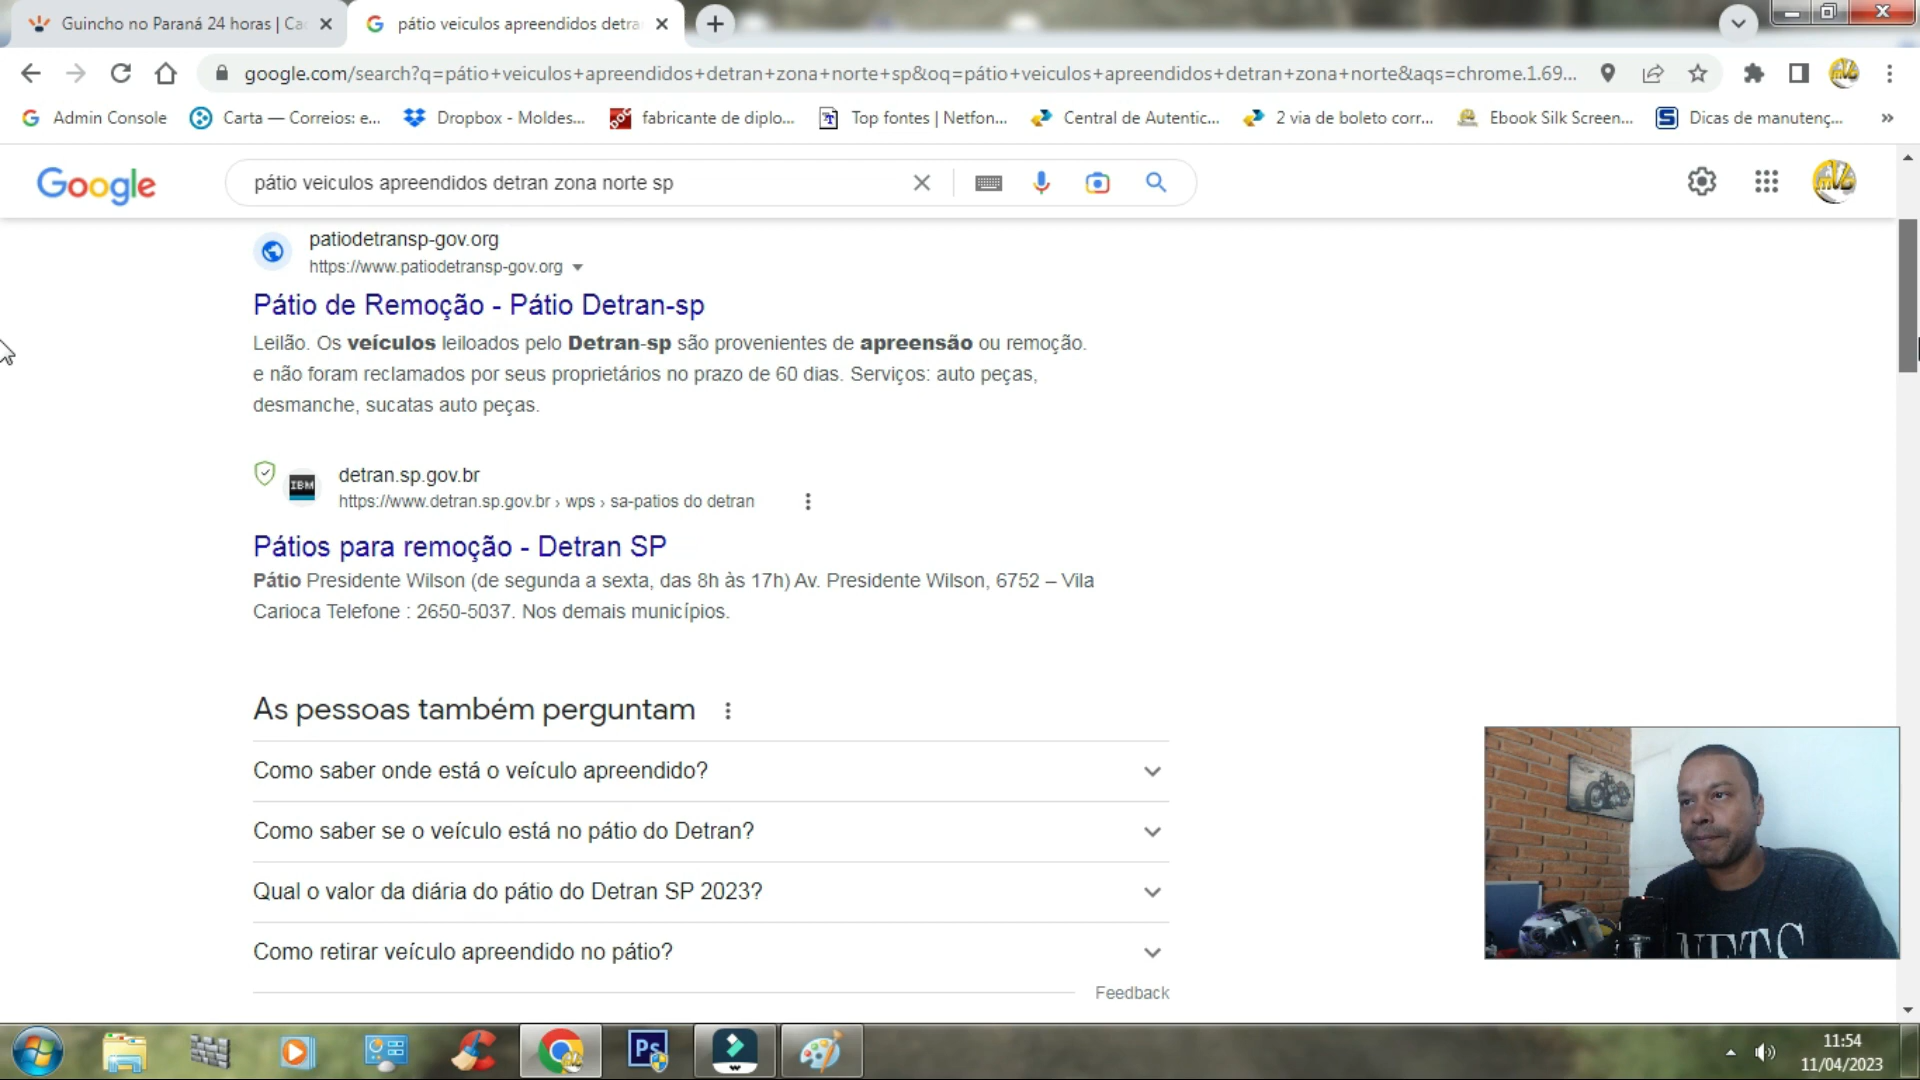 Guincho no Paraná 24 horas | Ca
pátio veiculos apreendidos detra
google.com/search?q=pátio+veiculos+apreendidos+detran+zona+norte+sp&oq=pátio+veiculos+apreendidos+detran+zona+norte&aqs=chrome.1.69...
Admin Console
Carta — Correios: e...
Dropbox - Moldes...
fabricante de diplo...
Top fontes | Netfon...
Central de Autentic...
2 via de boleto corr...
Ebook Silk Screen...
Dicas de manutenç...
Google
pátio veiculos apreendidos detran zona norte sp
patiodetransp-gov.org
https://www.patiodetransp-gov.org
Pátio de Remoção - Pátio Detran-sp
Leilão. Os veículos leiloados pelo Detran-sp são provenientes de apreensão ou remoção.
e não foram reclamados por seus proprietários no prazo de 60 dias. Serviços: auto peças,
desmanche, sucatas auto peças.
IBM
detran.sp.gov.br
https://www.detran.sp.gov.br › wps › sa-patios do detran
Pátios para remoção - Detran SP
Pátio Presidente Wilson (de segunda a sexta, das 8h às 17h) Av. Presidente Wilson, 6752 – Vila
Carioca Telefone : 2650-5037. Nos demais municípios.
As pessoas também perguntam
Como saber onde está o veículo apreendido?
Como saber se o veículo está no pátio do Detran?
Qual o valor da diária do pátio do Detran SP 2023?
Como retirar veículo apreendido no pátio?
Feedback
Ps
11:54
11/04/2023